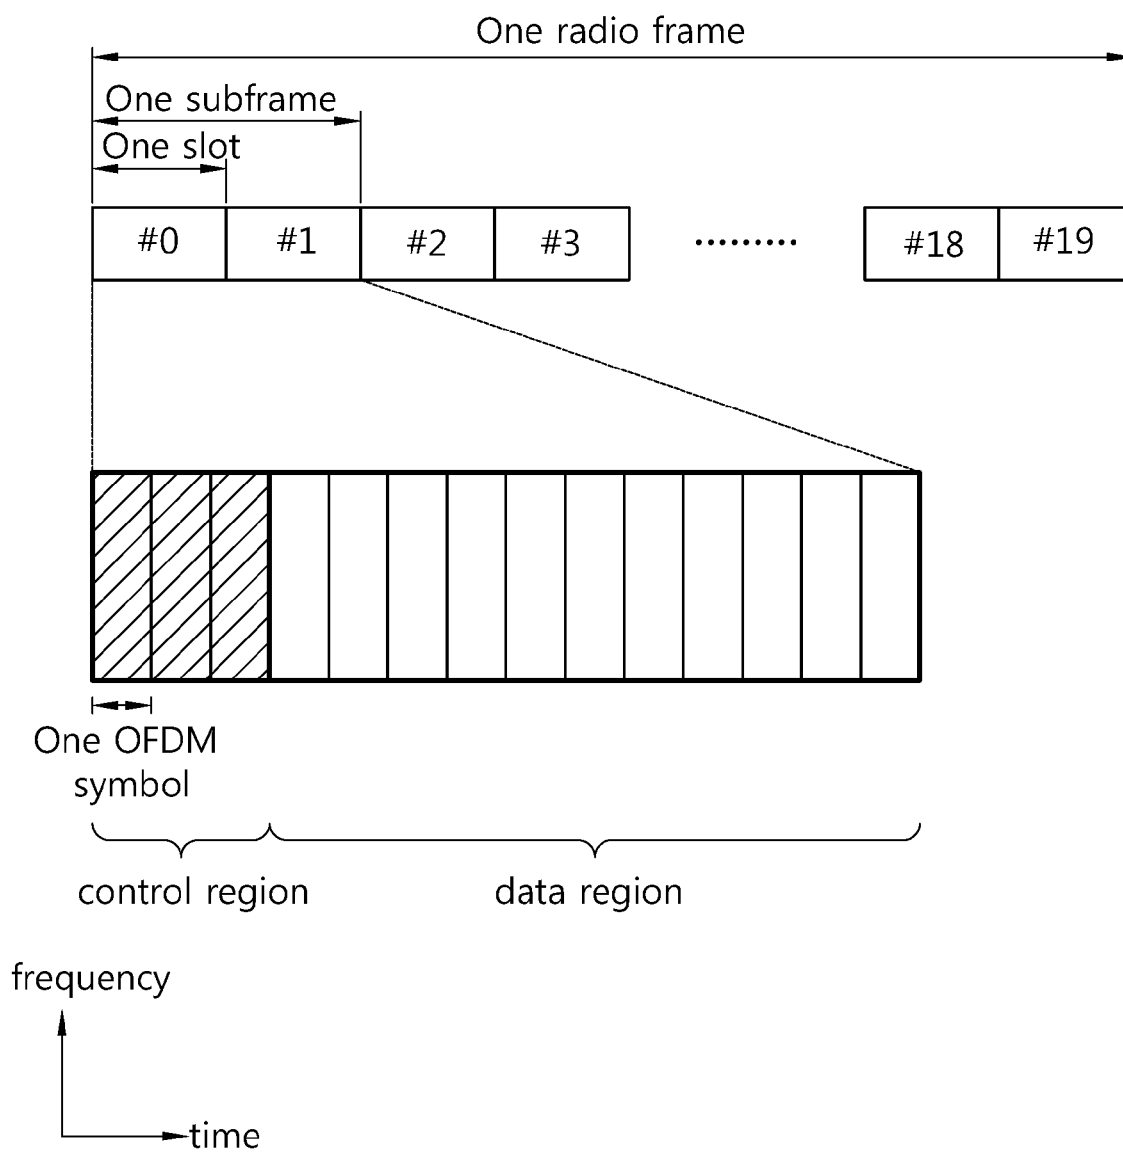 One radio frame
One subframe
One slot
#0 #1 #2 #3 ......... #18 #19
One OFDM
symbol
control region data region
frequency
time